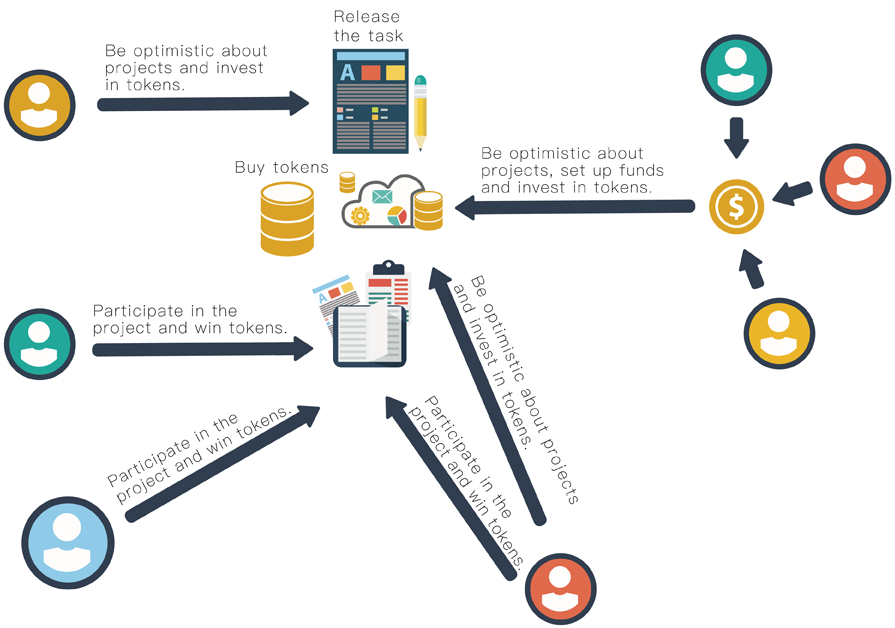 Release
the task
Be optimistic about
projects and invest
in tokens.
A
Buy tokens
Be optimistic about
projects, set up funds
and invest in tokens.
$
A
Participate in the
project and win tokens.
Be optimistic about projects
and invest in tokens.
Participate in the
project and win tokens.
Participate in the
project and win tokens.